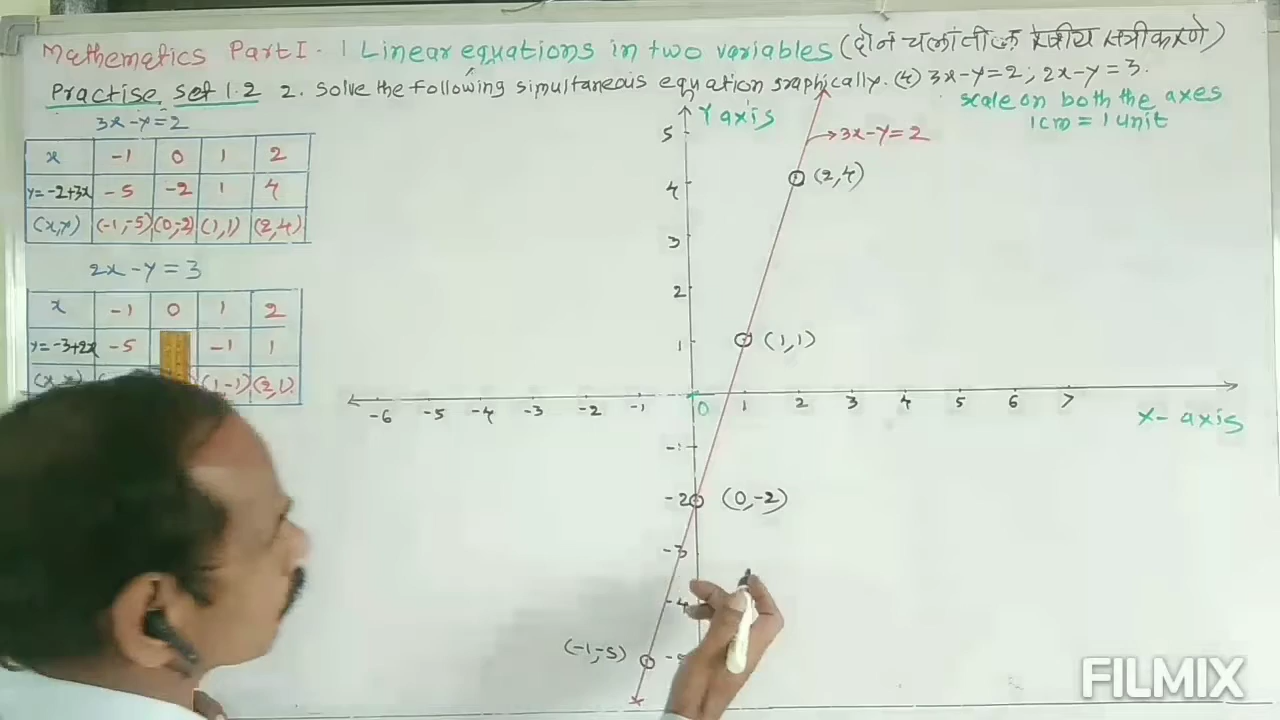 Mathematics Part I. 1 Linear equations in two variables (दोन चलांतील रेषीय समीकरणे)
Practise Set 1.2 2. Solve the following simultaneous equation graphically. (4) 3x-y=2; 2x-y=3.
scale on both the axes
1cm = 1 unit
3x-y=2
x -1 0 1 2
y=-2+3x -5 -2 1 4
(x,y) (-1,-5) (0,-2) (1,1) (2,4)
2x-y=3
x -1 0 1 2
y=-3+2x -5 -1 1
(1-1) (2,1)
Y axis
3x-y=2
5
4
3
2
1
(2,4)
(1,1)
-6 -5 -4 -3 -2 -1 0 1 2 3 4 5 6 7
X-axis
-1
-2
-3
-4
(0,-2)
(-1,-5)
FILMIX